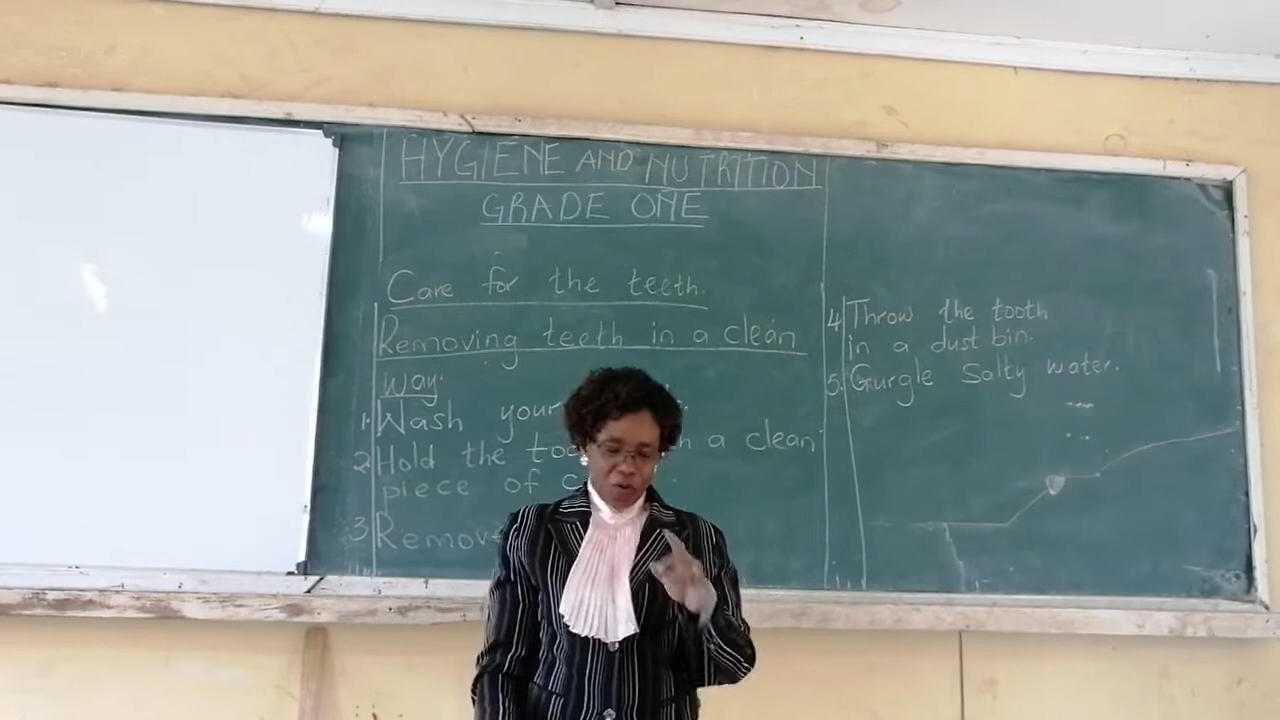 HYGIENE AND NUTRITION
GRADE ONE
Care for the teeth.
Removing teeth in a clean
way.
1. Wash your
2. Hold the a clean
piece of
3 Remove
4 Throw the tooth
in a dust bin.
5. Gurgle Salty water.